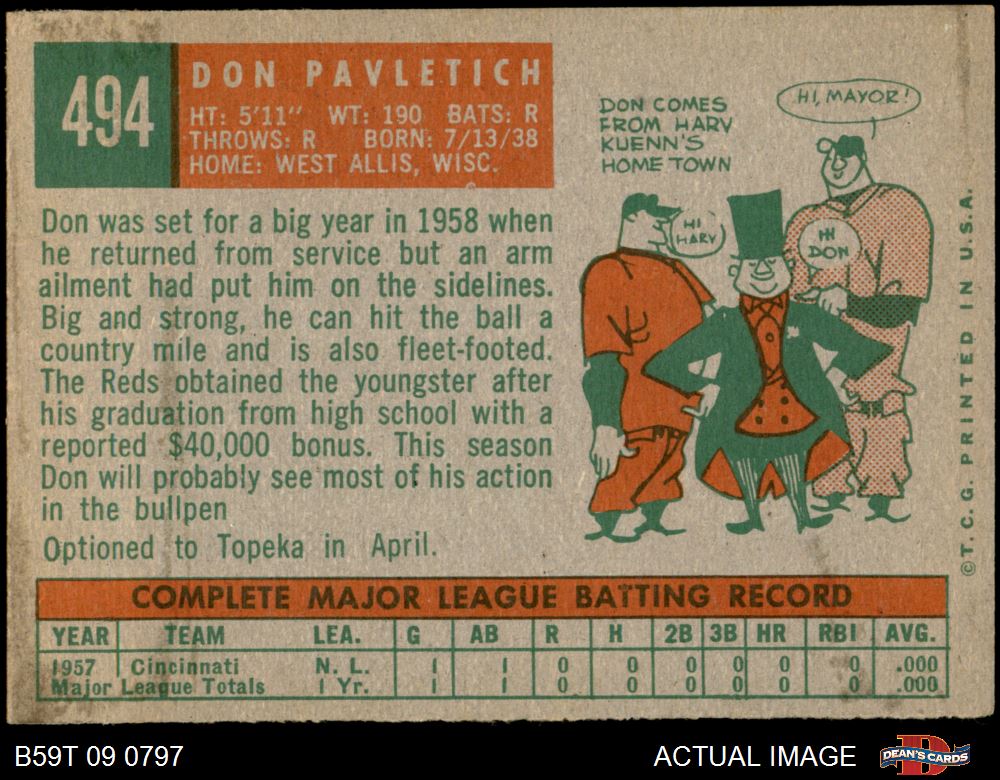 494
DON PAVLETICH
HT: 5'11" WT: 190 BATS: R
THROWS: R BORN: 7/13/38
HOME: WEST ALLIS, WISC.
DON COMES
FROM HARV
KUENN'S
HOME TOWN
HI, MAYOR!
HI
HARV
HI
DON
Don was set for a big year in 1958 when
he returned from service but an arm
ailment had put him on the sidelines.
Big and strong, he can hit the ball a
country mile and is also fleet-footed.
The Reds obtained the youngster after
his graduation from high school with a
reported $40,000 bonus. This season
Don will probably see most of his action
in the bullpen
Optioned to Topeka in April.
© T. C. G. PRINTED IN U.S.A.
COMPLETE MAJOR LEAGUE BATTING RECORD
YEAR TEAM LEA. G AB R H 2B 3B HR RBI AVG.
1957 Cincinnati N. L. 1 1 0 0 0 0 0 0 .000
Major League Totals 1 Yr. 1 1 0 0 0 0 0 0 .000
B59T 09 0797
ACTUAL IMAGE
DEAN'S CARDS